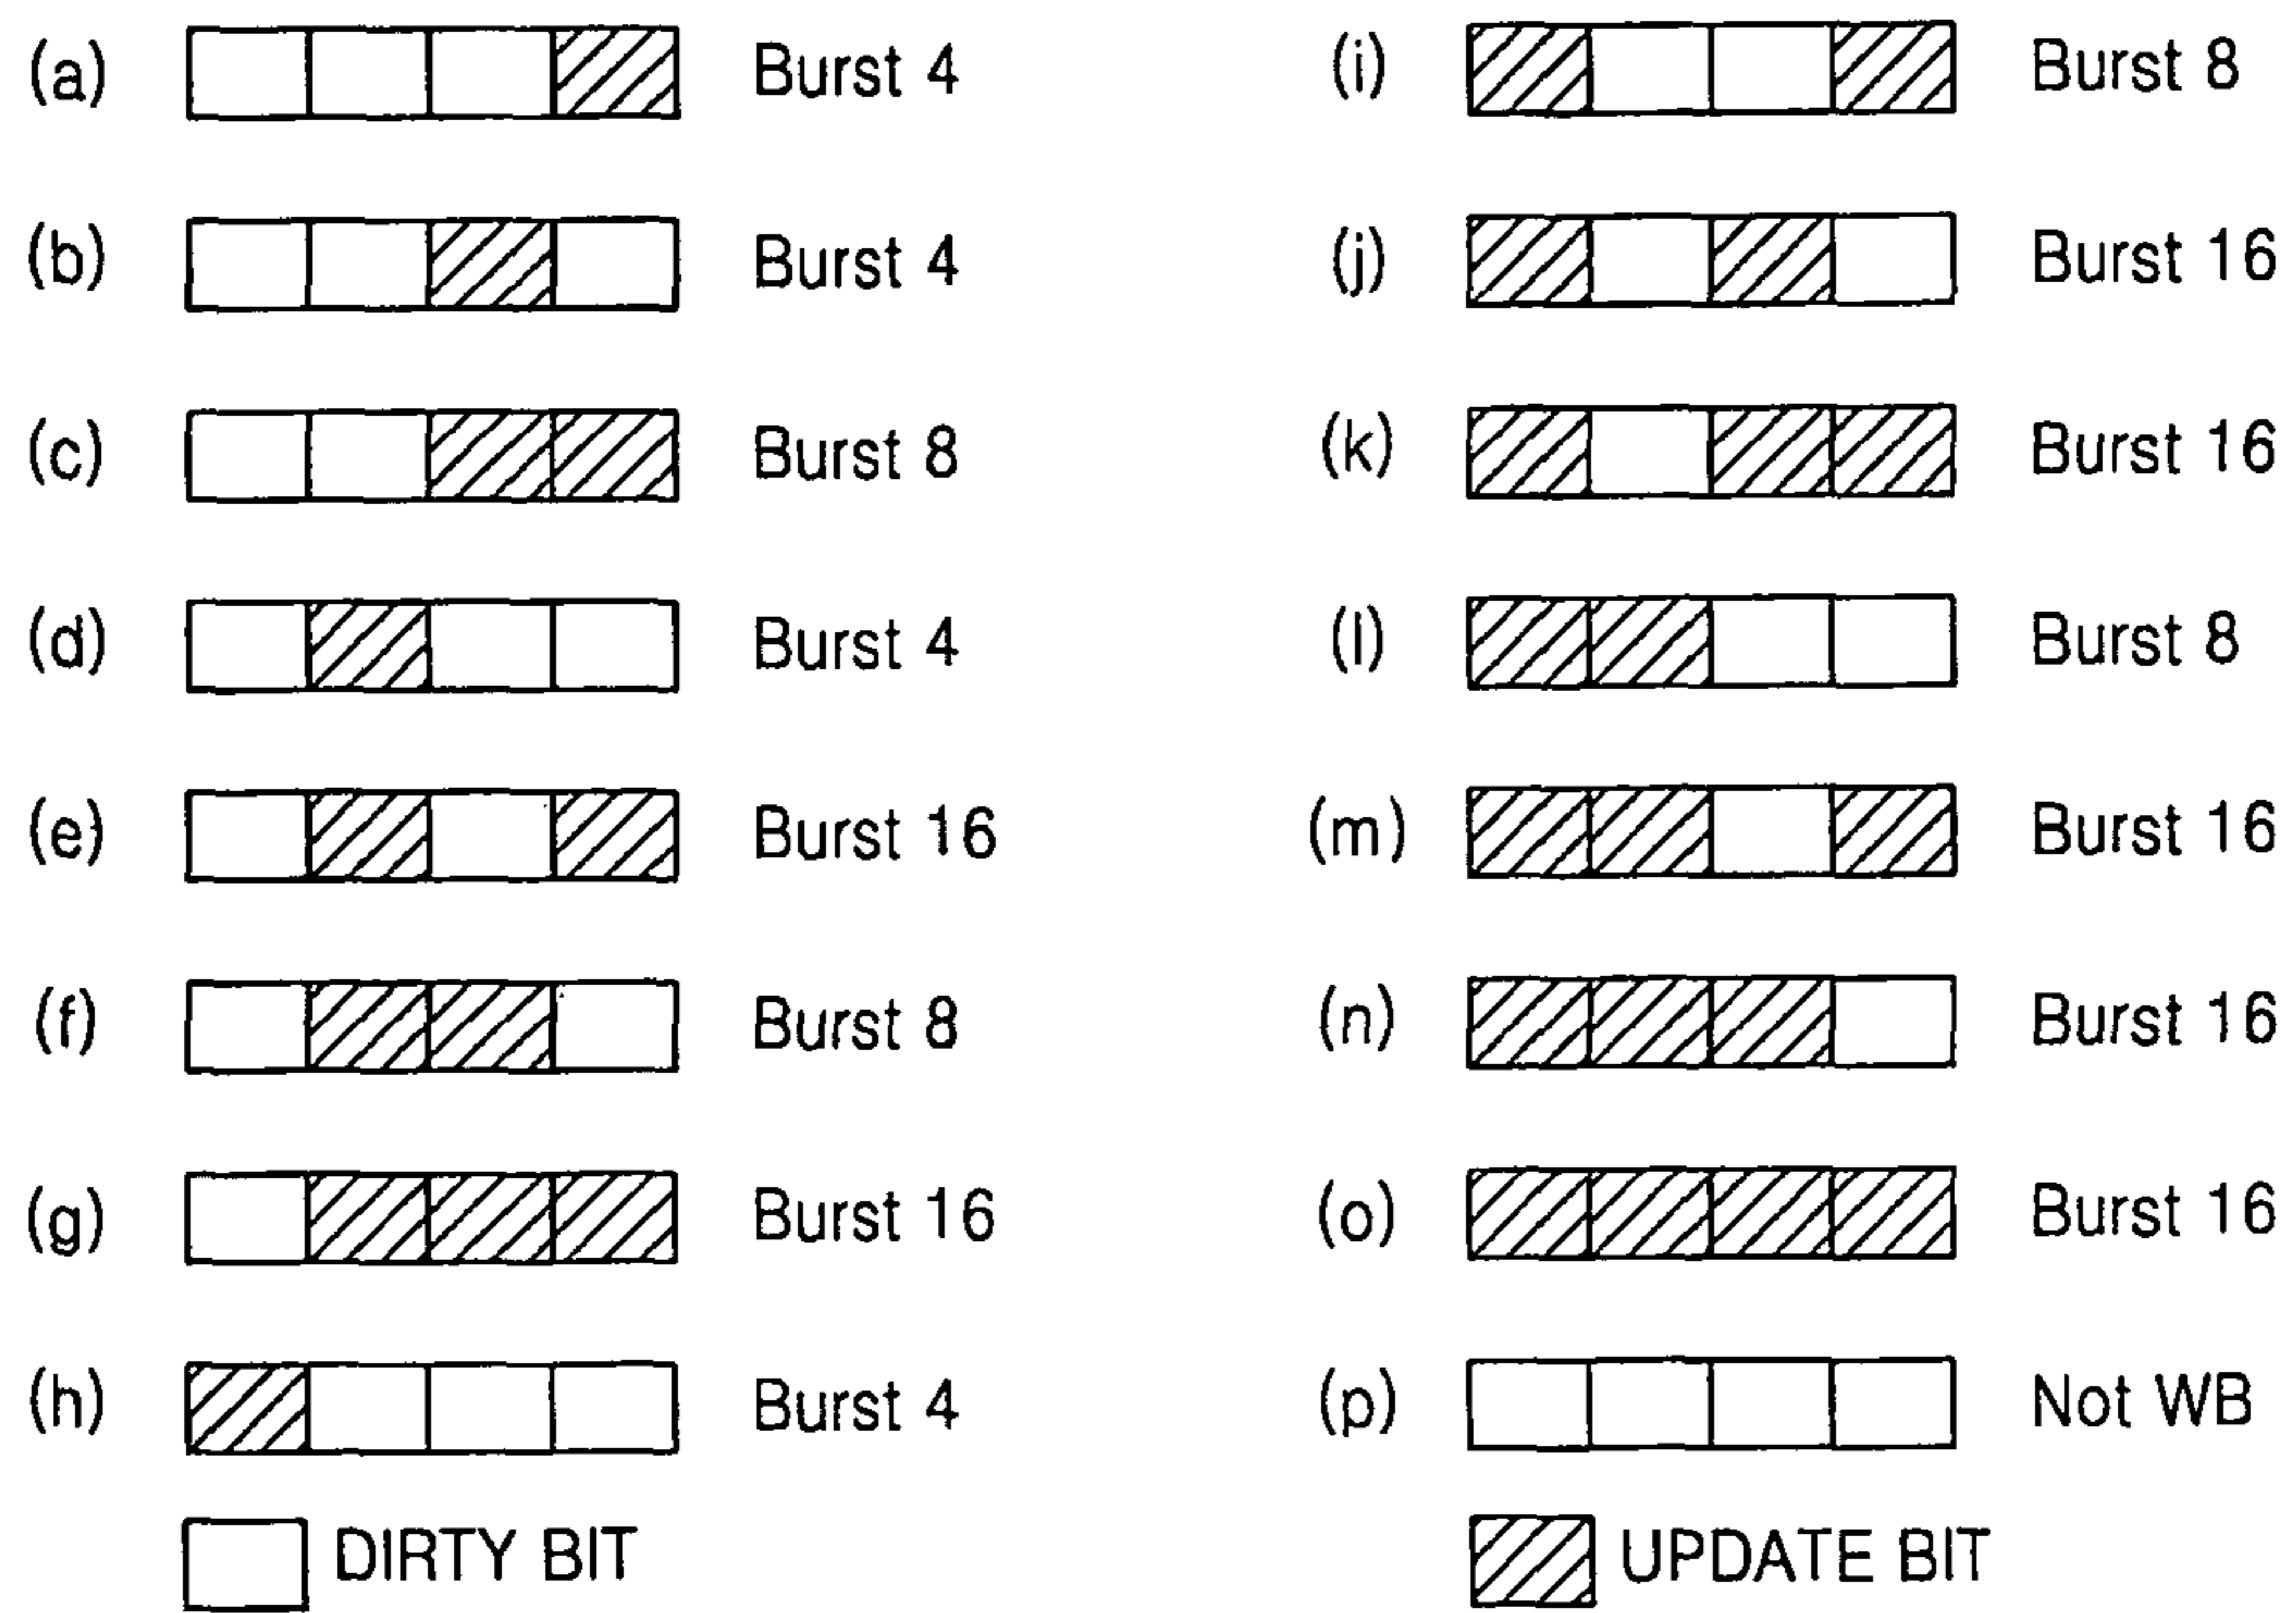 (a) Burst 4
(b) Burst 4
(c) Burst 8
(d) Burst 4
(e) Burst 16
(f) Burst 8
(g) Burst 16
(h) Burst 4
DIRTY BIT
(i) Burst 8
(j) Burst 16
(k) Burst 16
(l) Burst 8
(m) Burst 16
(n) Burst 16
(o) Burst 16
(p) Not WB
UPDATE BIT